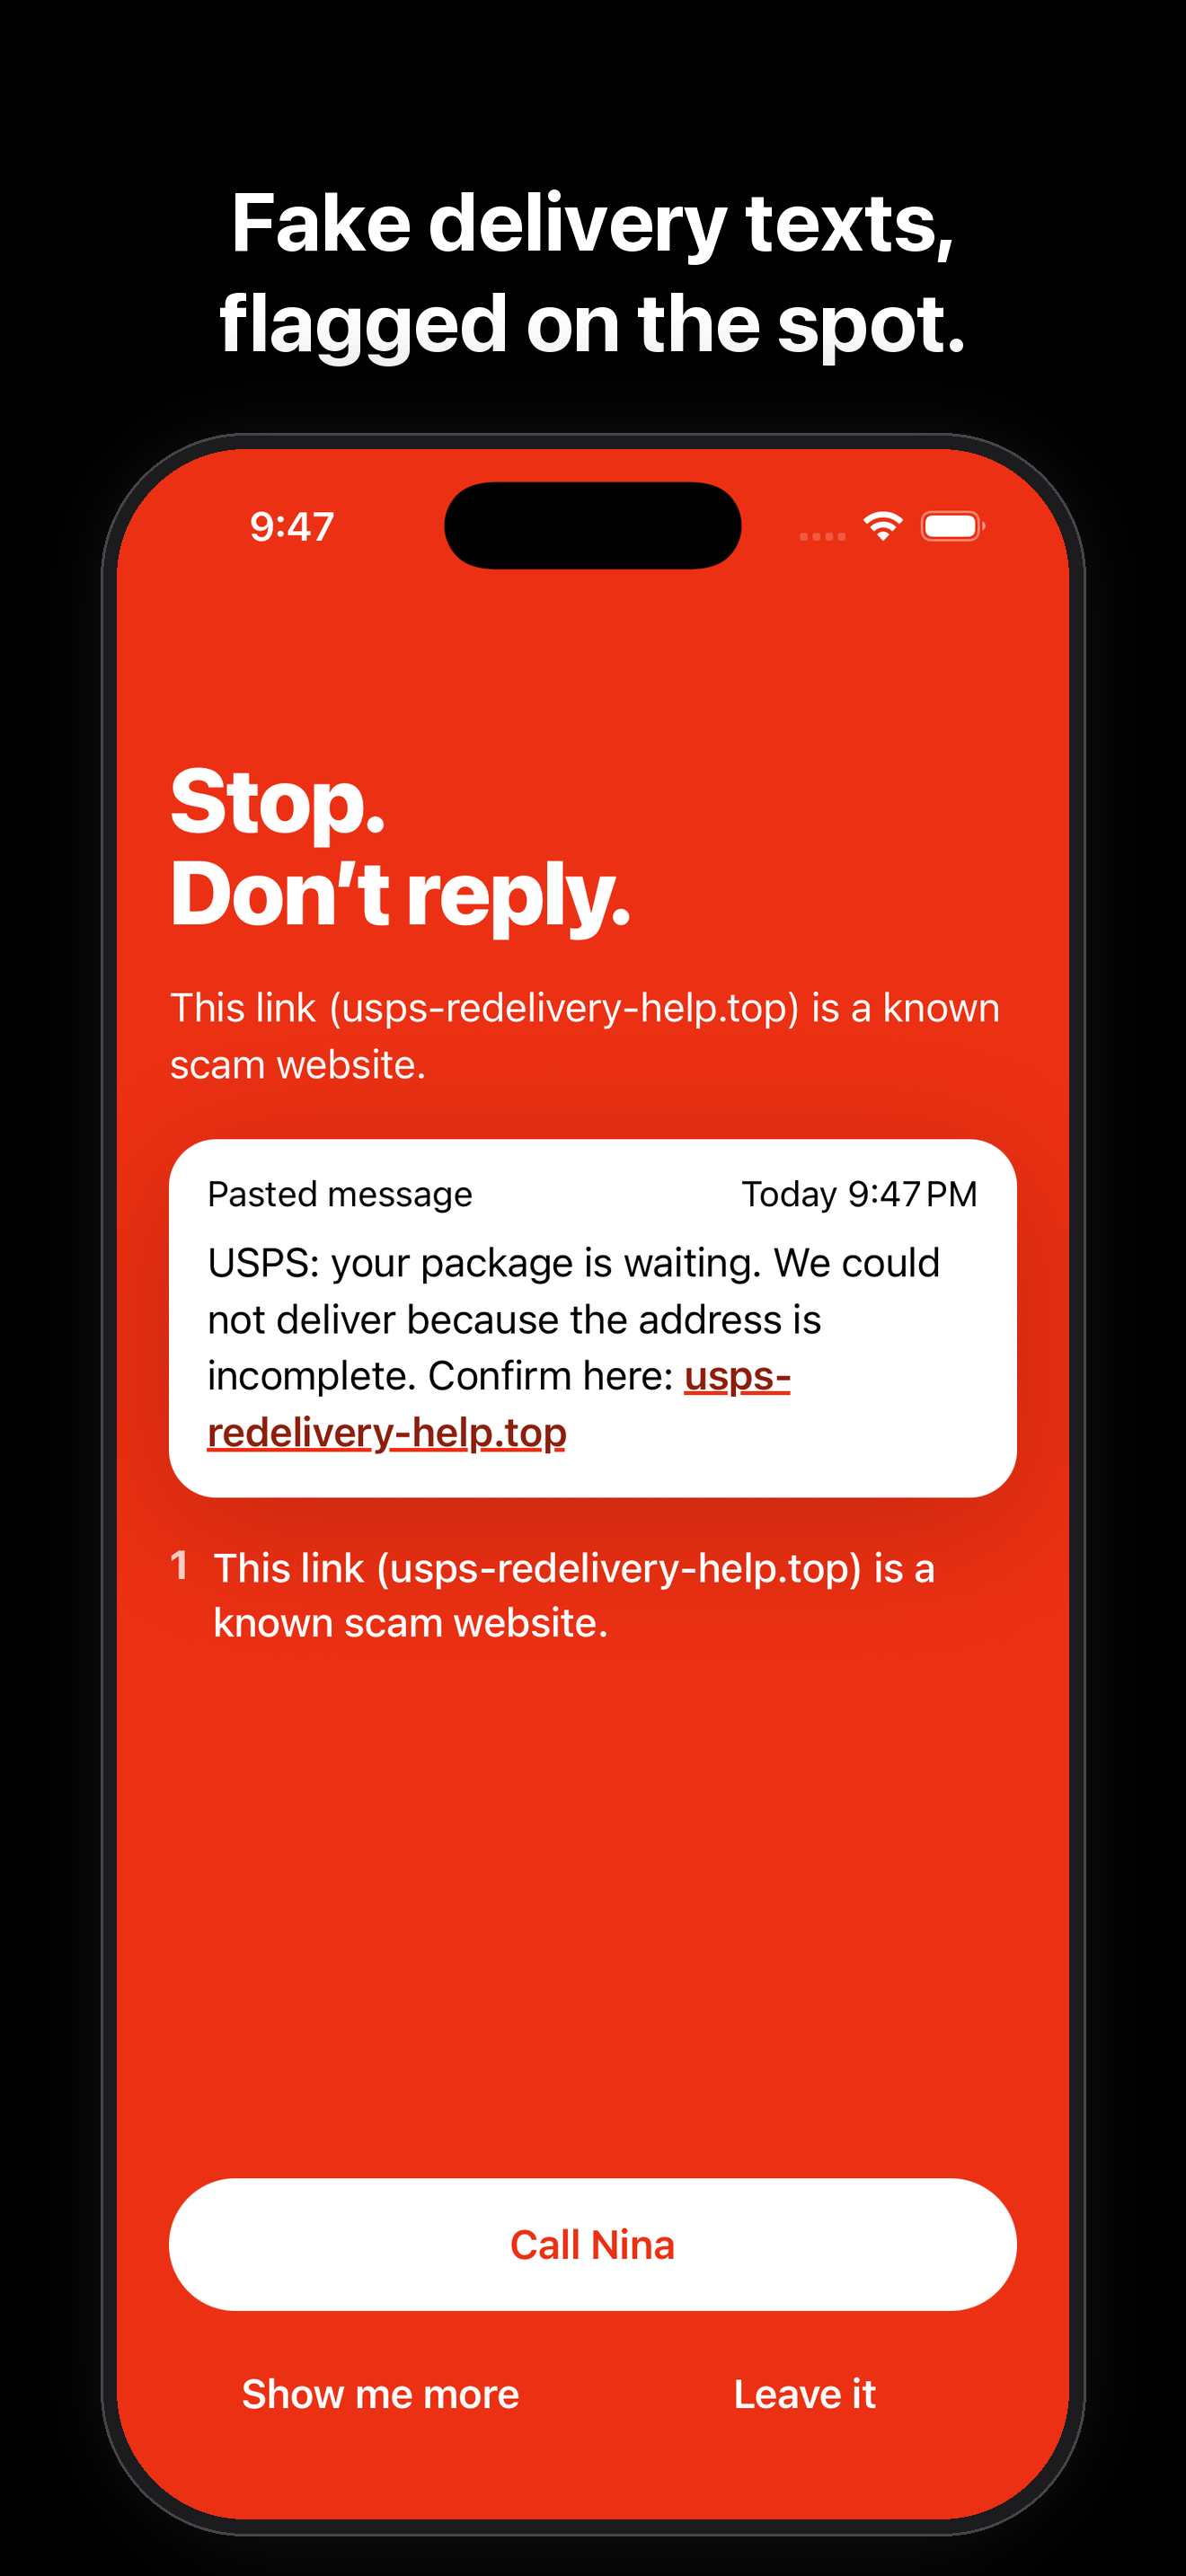 Fake delivery texts,
flagged on the spot.
9:47
Stop.
Don’t reply.
This link (usps-redelivery-help.top) is a known
scam website.
Pasted message
Today 9:47 PM
USPS: your package is waiting. We could
not deliver because the address is
incomplete. Confirm here: usps-
redelivery-help.top
1 This link (usps-redelivery-help.top) is a
known scam website.
Call Nina
Show me more
Leave it